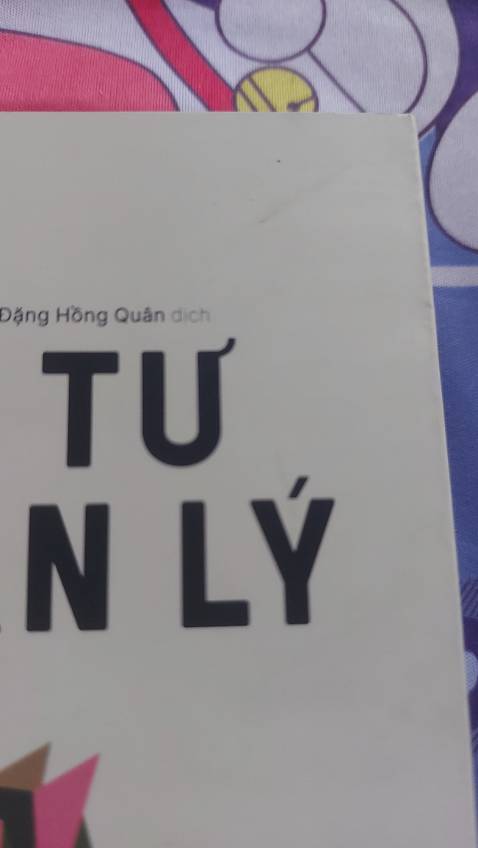 Đặng Hồng Quân dịch
TƯ
N LÝ